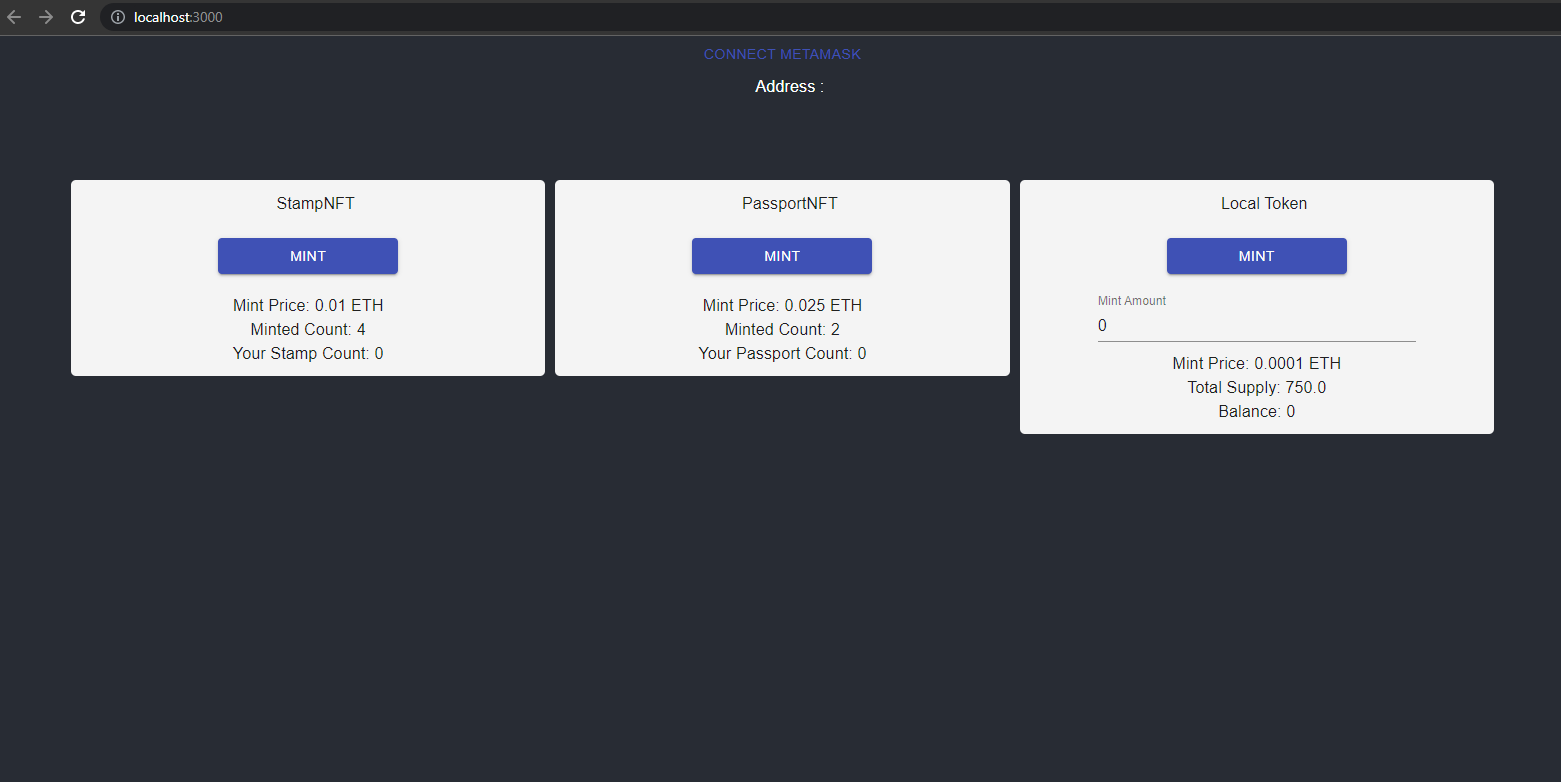 localhost:3000
CONNECT METAMASK
Address :
StampNFT
MINT
Mint Price: 0.01 ETH
Minted Count: 4
Your Stamp Count: 0
PassportNFT
MINT
Mint Price: 0.025 ETH
Minted Count: 2
Your Passport Count: 0
Local Token
MINT
Mint Amount
0
Mint Price: 0.0001 ETH
Total Supply: 750.0
Balance: 0